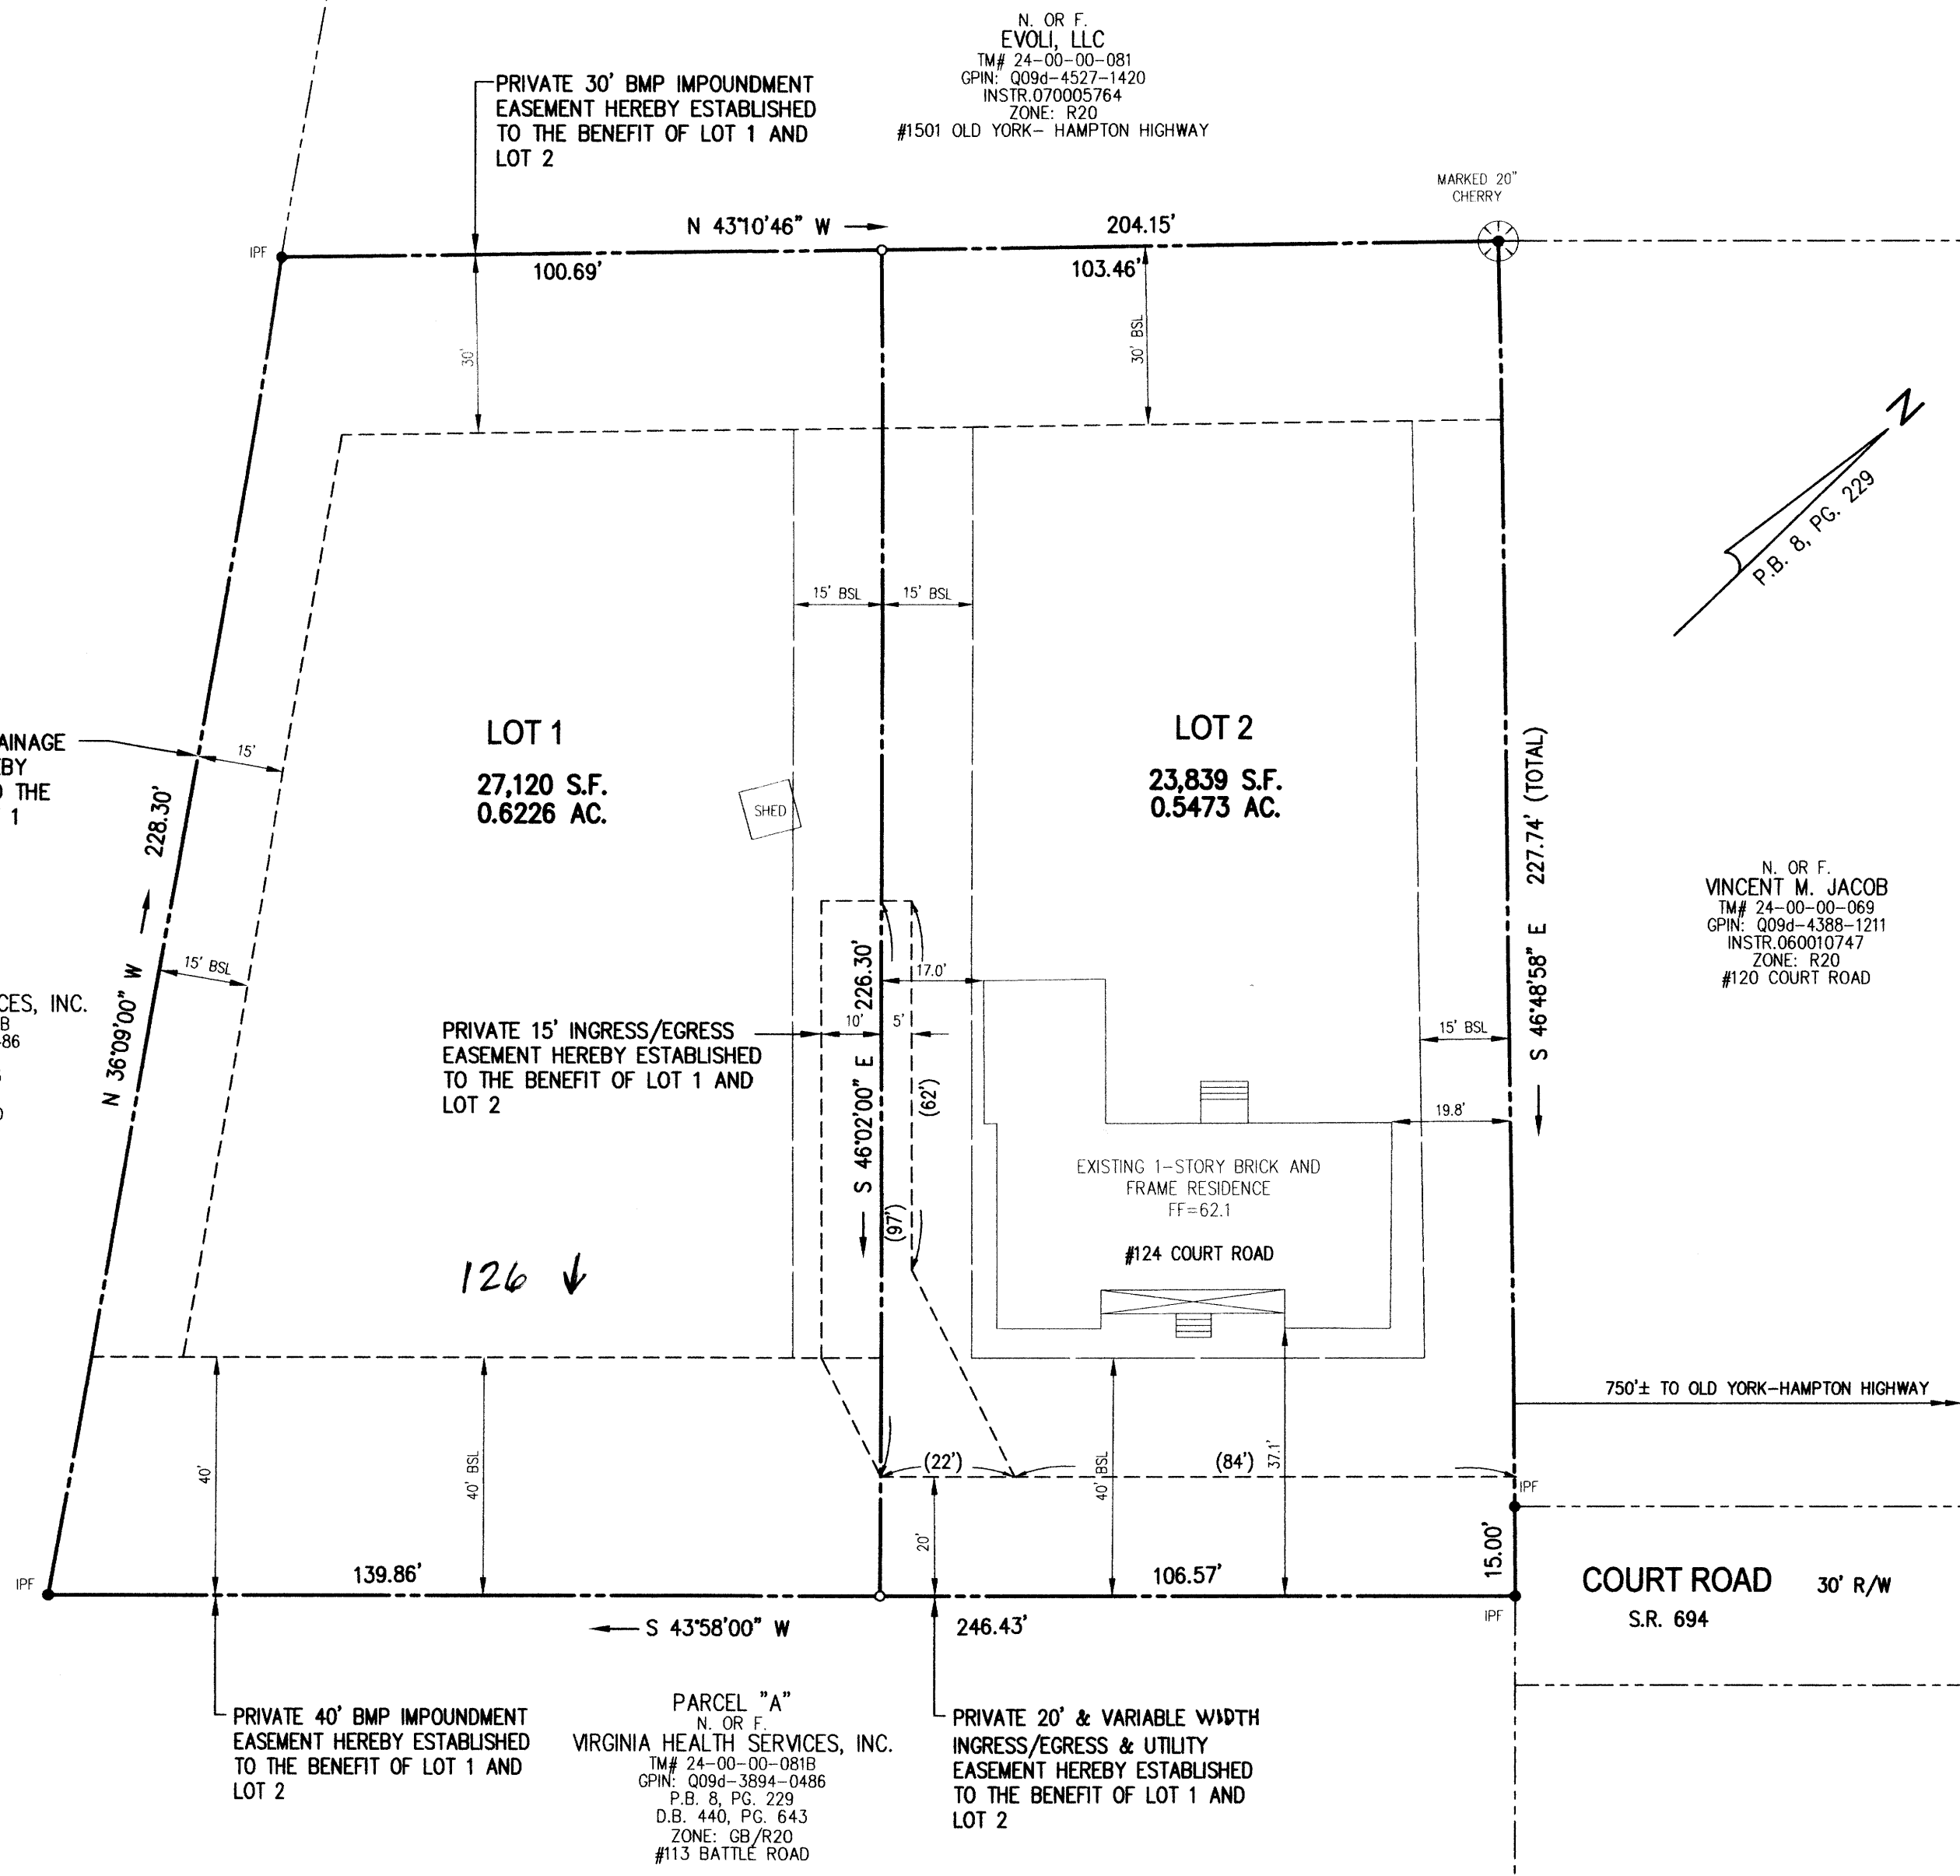 N. OR F.
EVOLI, LLC
TM# 24-00-00-081
GPIN: Q09d-4527-1420
INSTR.070005764
ZONE: R20
#1501 OLD YORK- HAMPTON HIGHWAY
PRIVATE 30' BMP IMPOUNDMENT
EASEMENT HEREBY ESTABLISHED
TO THE BENEFIT OF LOT 1 AND
LOT 2
MARKED 20"
CHERRY
IPF
N 43°10'46" W
204.15'
100.69'
103.46'
30'
30' BSL
N
P.B. 8, PG. 229
15' BSL
15' BSL
LOT 1
27,120 S.F.
0.6226 AC.
SHED
LOT 2
23,839 S.F.
0.5473 AC.
AINAGE
BY
THE
1
15'
228.30'
N 36°09'00" W
15' BSL
CES, INC.
B
86
S 46°48'58" E 227.74' (TOTAL)
N. OR F.
VINCENT M. JACOB
TM# 24-00-00-069
GPIN: Q09d-4388-1211
INSTR.060010747
ZONE: R20
#120 COURT ROAD
PRIVATE 15' INGRESS/EGRESS
EASEMENT HEREBY ESTABLISHED
TO THE BENEFIT OF LOT 1 AND
LOT 2
S 46°02'00" E 226.30'
17.0'
10'
5'
(62')
(97')
15' BSL
19.8'
EXISTING 1-STORY BRICK AND
FRAME RESIDENCE
FF=62.1
#124 COURT ROAD
126
750'± TO OLD YORK-HAMPTON HIGHWAY
40'
40' BSL
(22')
(84')
20'
40' BSL
37.1'
IPF
15.00'
IPF
139.86'
106.57'
IPF
S 43°58'00" W
246.43'
COURT ROAD 30' R/W
S.R. 694
PRIVATE 40' BMP IMPOUNDMENT
EASEMENT HEREBY ESTABLISHED
TO THE BENEFIT OF LOT 1 AND
LOT 2
PARCEL "A"
N. OR F.
VIRGINIA HEALTH SERVICES, INC.
TM# 24-00-00-081B
GPIN: Q09d-3894-0486
P.B. 8, PG. 229
D.B. 440, PG. 643
ZONE: GB/R20
#113 BATTLE ROAD
PRIVATE 20' & VARIABLE WIDTH
INGRESS/EGRESS & UTILITY
EASEMENT HEREBY ESTABLISHED
TO THE BENEFIT OF LOT 1 AND
LOT 2